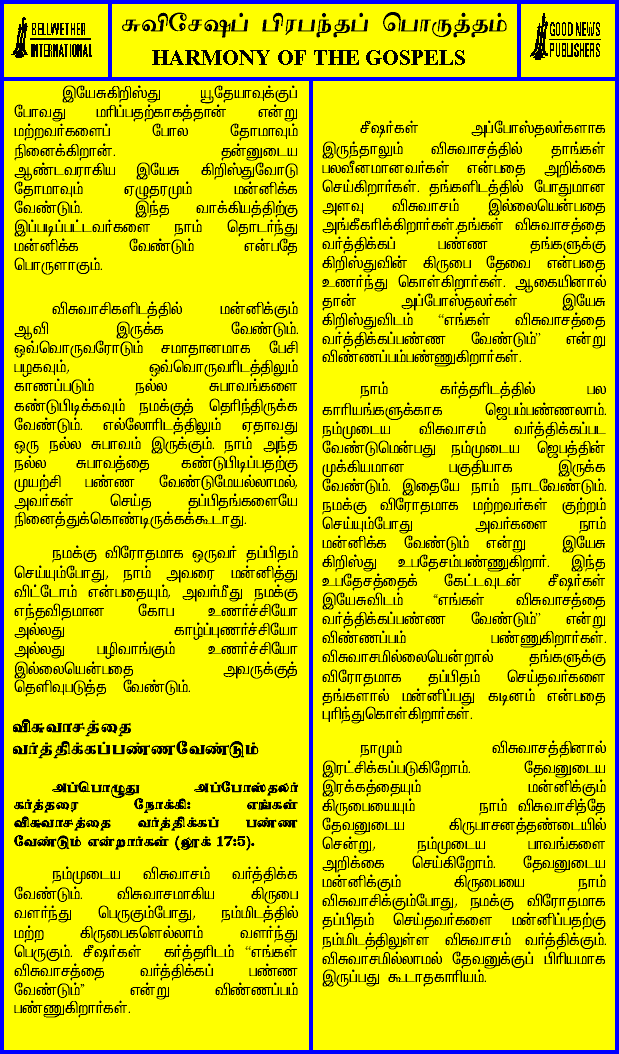 BELLWETHER
INTERNATIONAL
சுவிசேஷப் பிரபந்தப் பொருத்தம்
HARMONY OF THE GOSPELS
GOOD NEWS
PUBLISHERS
இயேசுகிறிஸ்து யூதேயாவுக்குப்
போவது மரிப்பதற்காகத்தான் என்று
மற்றவர்களைப் போல தோமாவும்
நினைக்கிறான். தன்னுடைய
ஆண்டவராகிய இயேசு கிறிஸ்துவோடு
தோமாவும் ஏழுதரமும் மன்னிக்க
வேண்டும். இந்த வாக்கியத்திற்கு
இப்படிப்பட்டவர்களை நாம் தொடர்ந்து
மன்னிக்க வேண்டும் என்பதே
பொருளாகும்.
விசுவாசிகளிடத்தில் மன்னிக்கும்
ஆவி இருக்க வேண்டும்.
ஒவ்வொருவரோடும் சமாதானமாக பேசி
பழகவும், ஒவ்வொருவரிடத்திலும்
காணப்படும் நல்ல சுபாவங்களை
கண்டுபிடிக்கவும் நமக்குத் தெரிந்திருக்க
வேண்டும். எல்லோரிடத்திலும் ஏதாவது
ஒரு நல்ல சுபாவம் இருக்கும். நாம் அந்த
நல்ல சுபாவத்தை கண்டுபிடிப்பதற்கு
முயற்சி பண்ண வேண்டுமேயல்லாமல்,
அவர்கள் செய்த தப்பிதங்களையே
நினைத்துக்கொண்டிருக்கக்கூடாது.
நமக்கு விரோதமாக ஒருவர் தப்பிதம்
செய்யும்போது, நாம் அவரை மன்னித்து
விட்டோம் என்பதையும், அவர்மீது நமக்கு
எந்தவிதமான கோப உணர்ச்சியோ
அல்லது காழ்ப்புணர்ச்சியோ
அல்லது பழிவாங்கும் உணர்ச்சியோ
இல்லையென்பதை அவருக்குத்
தெளிவுபடுத்த வேண்டும்.
விசுவாசத்தை
வர்த்திக்கப்பண்ணவேண்டும்
அப்பொழுது அப்போஸ்தலர்
கர்த்தரை நோக்கி: எங்கள்
விசுவாசத்தை வர்த்திக்கப் பண்ண
வேண்டும் என்றார்கள் (லூக் 17:5).
நம்முடைய விசுவாசம் வர்த்திக்க
வேண்டும். விசுவாசமாகிய கிருபை
வளர்ந்து பெருகும்போது, நம்மிடத்தில்
மற்ற கிருபைகளெல்லாம் வளர்ந்து
பெருகும். சீஷர்கள் கர்த்தரிடம் “எங்கள்
விசுவாசத்தை வர்த்திக்கப் பண்ண
வேண்டும்” என்று விண்ணப்பம்
பண்ணுகிறார்கள்.
சீஷர்கள் அப்போஸ்தலர்களாக
இருந்தாலும் விசுவாசத்தில் தாங்கள்
பலவீனமானவர்கள் என்பதை அறிக்கை
செய்கிறார்கள். தங்களிடத்தில் போதுமான
அளவு விசுவாசம் இல்லையென்பதை
அங்கீகரிக்கிறார்கள்.தங்கள் விசுவாசத்தை
வர்த்திக்கப் பண்ண தங்களுக்கு
கிறிஸ்துவின் கிருபை தேவை என்பதை
உணர்ந்து கொள்கிறார்கள். ஆகையினால்
தான் அப்போஸ்தலர்கள் இயேசு
கிறிஸ்துவிடம் “எங்கள் விசுவாசத்தை
வர்த்திக்கப்பண்ண வேண்டும்” என்று
விண்ணப்பம்பண்ணுகிறார்கள்.
நாம் கர்த்தரிடத்தில் பல
காரியங்களுக்காக ஜெபம்பண்ணலாம்.
நம்முடைய விசுவாசம் வர்த்திக்கப்பட
வேண்டுமென்பது நம்முடைய ஜெபத்தின்
முக்கியமான பகுதியாக இருக்க
வேண்டும். இதையே நாம் நாடவேண்டும்.
நமக்கு விரோதமாக மற்றவர்கள் குற்றம்
செய்யும்போது அவர்களை நாம்
மன்னிக்க வேண்டும் என்று இயேசு
கிறிஸ்து உபதேசம்பண்ணுகிறார். இந்த
உபதேசத்தைக் கேட்டவுடன் சீஷர்கள்
இயேசுவிடம் “எங்கள் விசுவாசத்தை
வர்த்திக்கப்பண்ண வேண்டும்” என்று
விண்ணப்பம் பண்ணுகிறார்கள்.
விசுவாசமில்லையென்றால் தங்களுக்கு
விரோதமாக தப்பிதம் செய்தவர்களை
தங்களால் மன்னிப்பது கடினம் என்பதை
புரிந்துகொள்கிறார்கள்.
நாமும் விசுவாசத்தினால்
இரட்சிக்கப்படுகிறோம். தேவனுடைய
இரக்கத்தையும் மன்னிக்கும்
கிருபையையும் நாம் விசுவாசித்தே
தேவனுடைய கிருபாசனத்தண்டையில்
சென்று, நம்முடைய பாவங்களை
அறிக்கை செய்கிறோம். தேவனுடைய
மன்னிக்கும் கிருபையை நாம்
விசுவாசிக்கும்போது, நமக்கு விரோதமாக
தப்பிதம் செய்தவர்களை மன்னிப்பதற்கு
நம்மிடத்திலுள்ள விசுவாசம் வர்த்திக்கும்.
விசுவாசமில்லாமல் தேவனுக்குப் பிரியமாக
இருப்பது கூடாதகாரியம்.